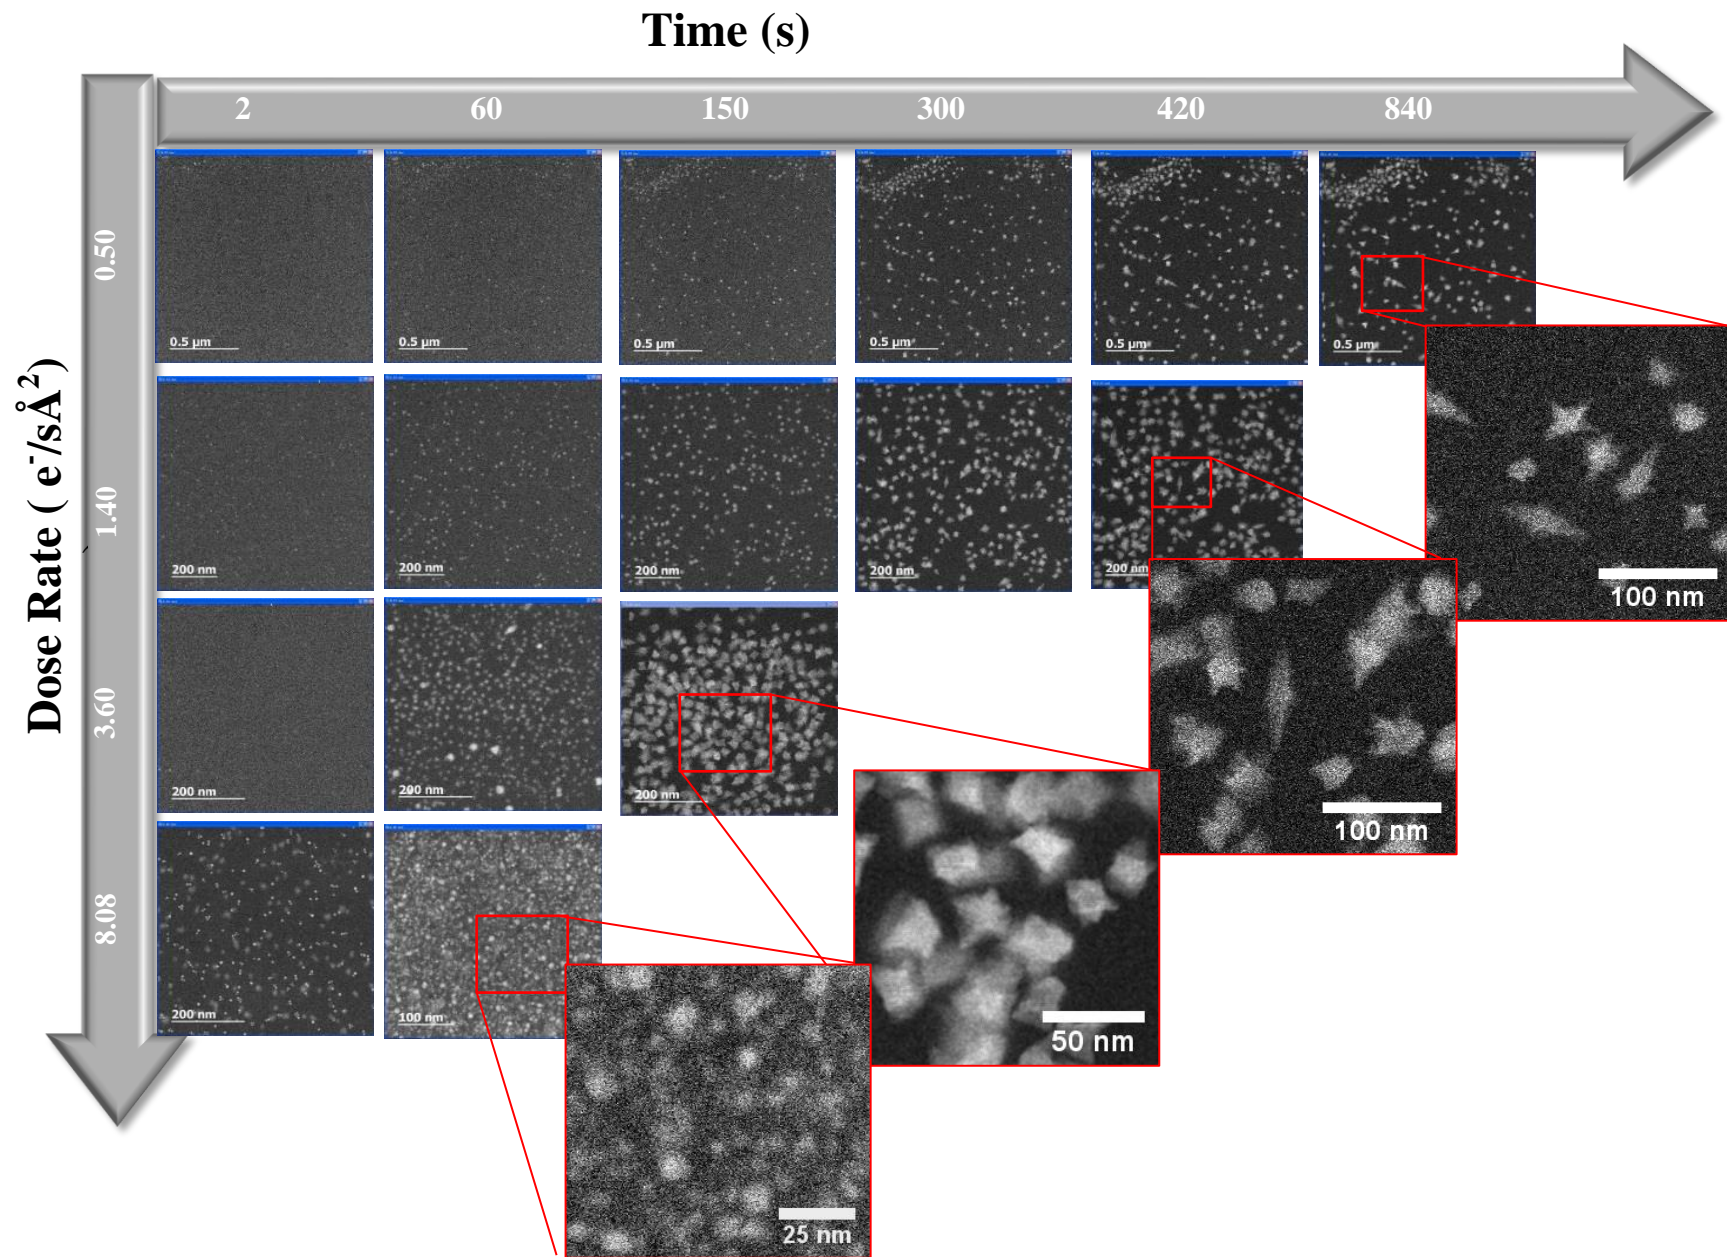 Time (s)
2 60 150 300 420 840
Dose Rate ( e⁻/sÅ²)
0.50
0.5 µm 0.5 µm 0.5 µm 0.5 µm 0.5 µm 0.5 µm
100 nm
1.40
200 nm 200 nm 200 nm 200 nm 200 nm
100 nm
3.60
200 nm 200 nm 200 nm
50 nm
8.08
200 nm 100 nm
25 nm